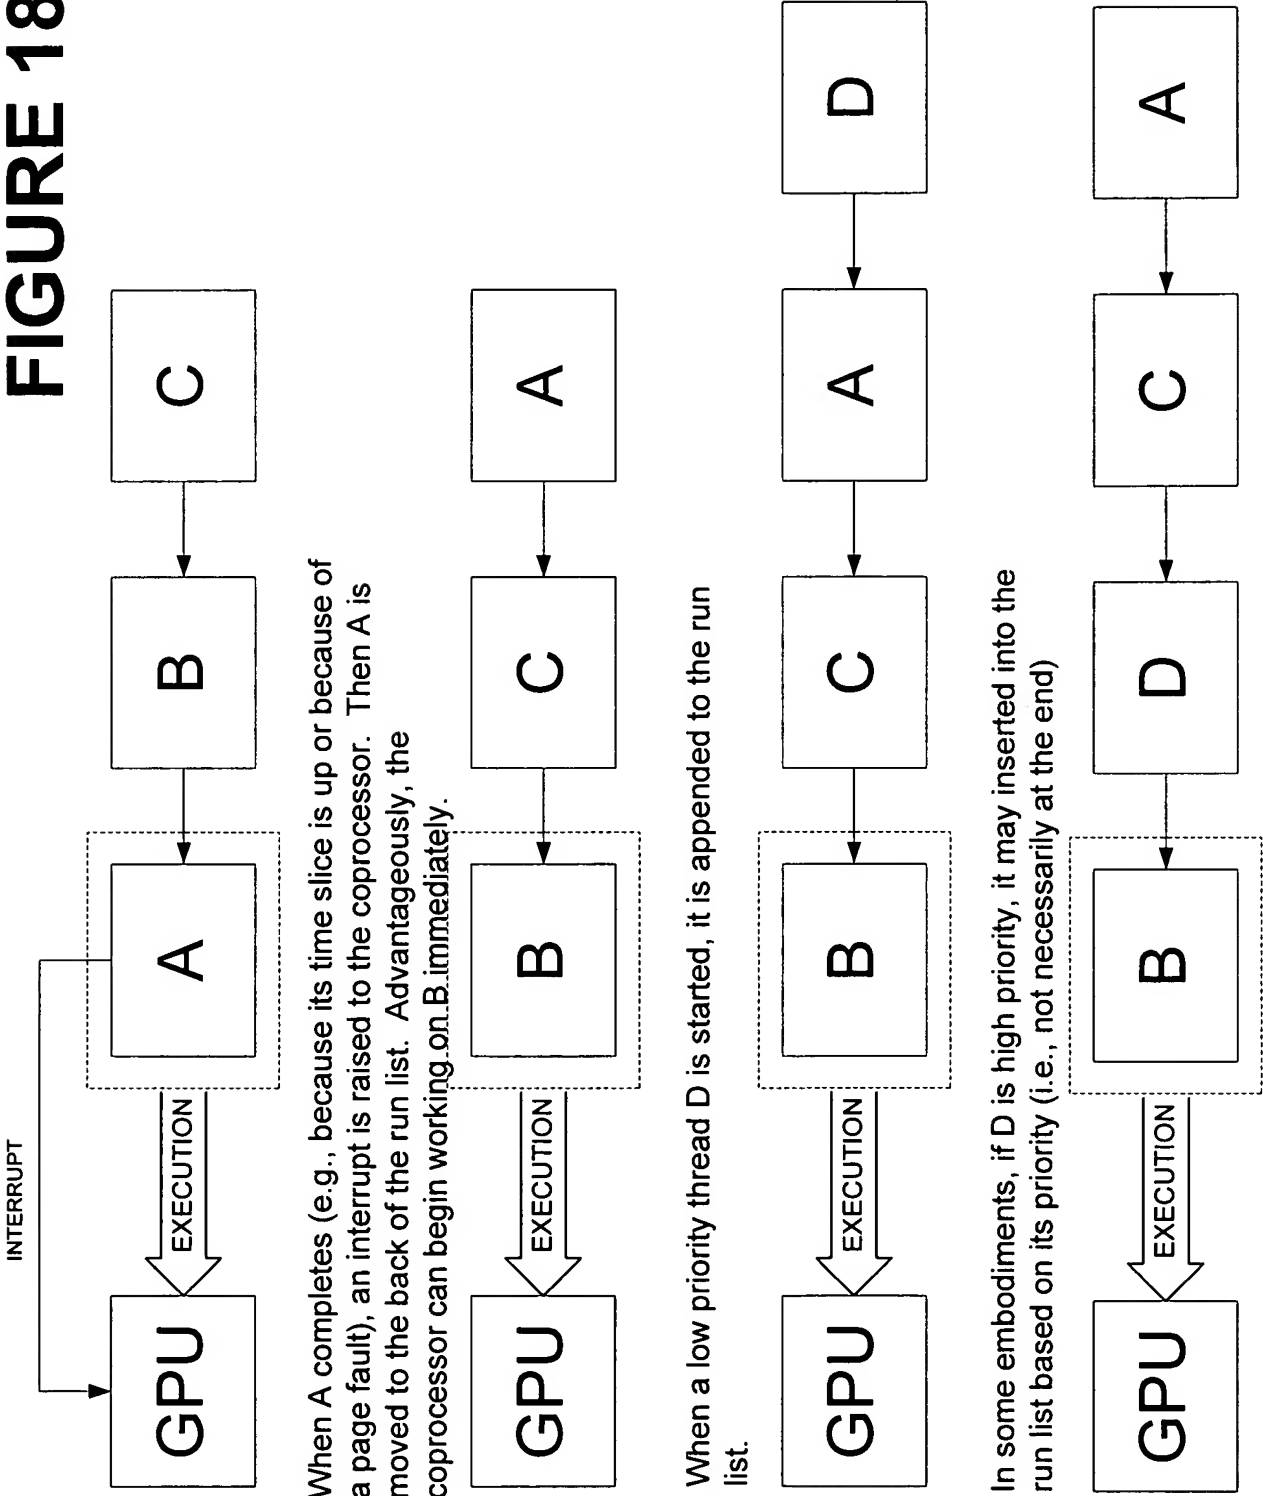 FIGURE 18
INTERRUPT
GPU
EXECUTION
A
B
C
When A completes (e.g., because its time slice is up or because of
a page fault), an interrupt is raised to the coprocessor.  Then A is
moved to the back of the run list.  Advantageously, the
coprocessor can begin working on B immediately.
GPU
EXECUTION
B
C
A
When a low priority thread D is started, it is appended to the run
list.
GPU
EXECUTION
B
C
A
D
In some embodiments, if D is high priority, it may inserted into the
run list based on its priority (i.e., not necessarily at the end)
GPU
EXECUTION
B
D
C
A